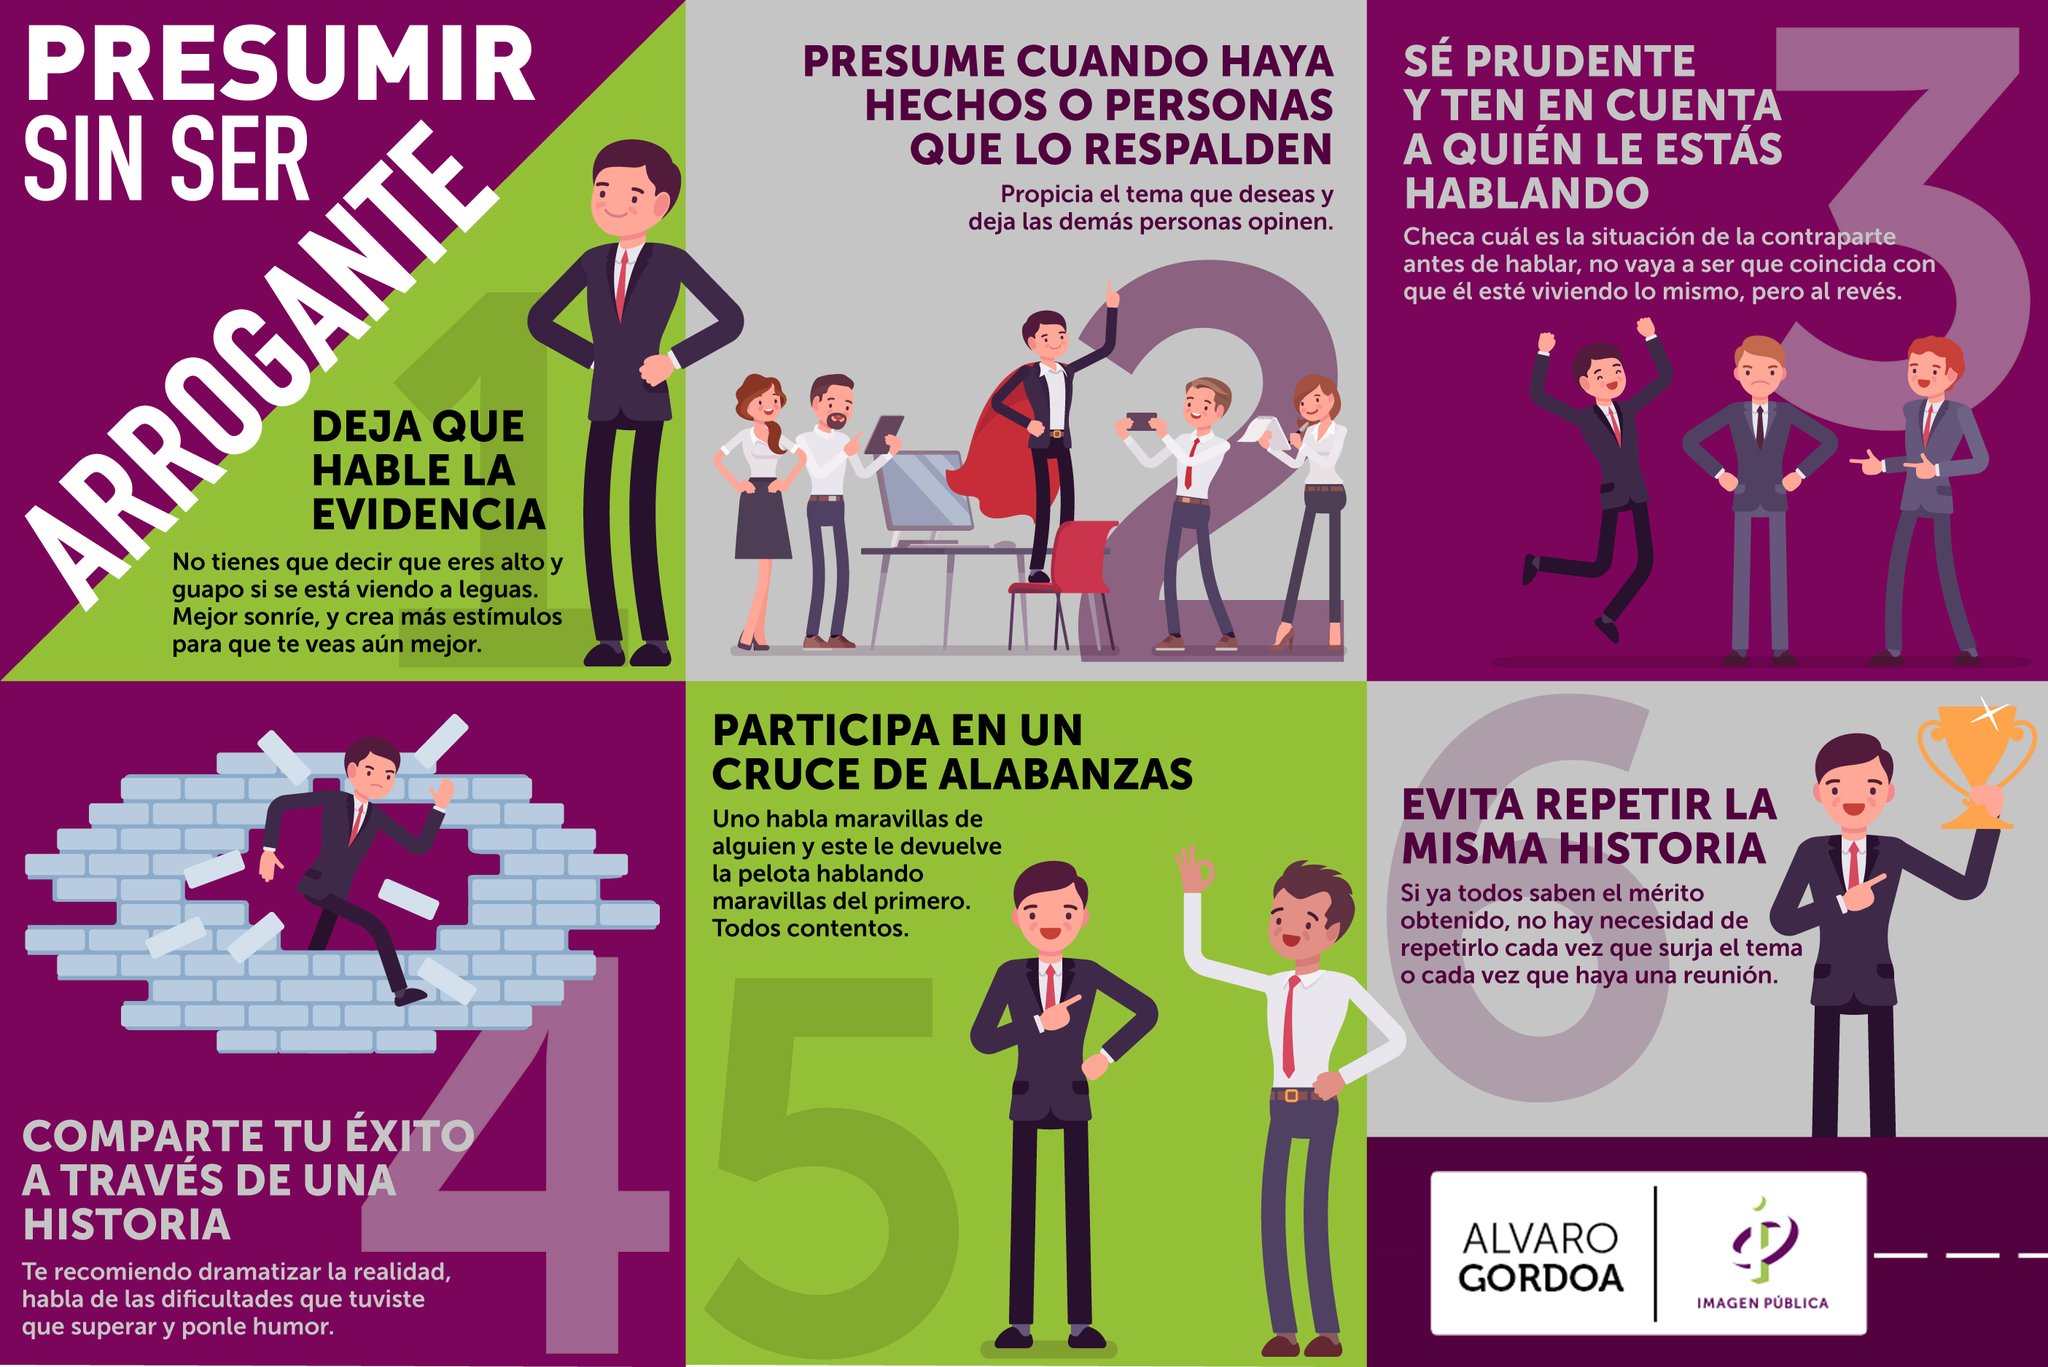 PRESUMIR
SIN SER
ARROGANTE
1
DEJA QUE
HABLE LA
EVIDENCIA
No tienes que decir que eres alto y
guapo si se está viendo a leguas.
Mejor sonríe, y crea más estímulos
para que te veas aún mejor.
2
PRESUME CUANDO HAYA
HECHOS O PERSONAS
QUE LO RESPALDEN
Propicia el tema que deseas y
deja las demás personas opinen.
3
SÉ PRUDENTE
Y TEN EN CUENTA
A QUIÉN LE ESTÁS
HABLANDO
Checa cuál es la situación de la contraparte
antes de hablar, no vaya a ser que coincida con
que él esté viviendo lo mismo, pero al revés.
4
COMPARTE TU ÉXITO
A TRAVÉS DE UNA
HISTORIA
Te recomiendo dramatizar la realidad,
habla de las dificultades que tuviste
que superar y ponle humor.
5
PARTICIPA EN UN
CRUCE DE ALABANZAS
Uno habla maravillas de
alguien y este le devuelve
la pelota hablando
maravillas del primero.
Todos contentos.
6
EVITA REPETIR LA
MISMA HISTORIA
Si ya todos saben el mérito
obtenido, no hay necesidad de
repetirlo cada vez que surja el tema
o cada vez que haya una reunión.
ALVARO
GORDOA
IMAGEN PÚBLICA